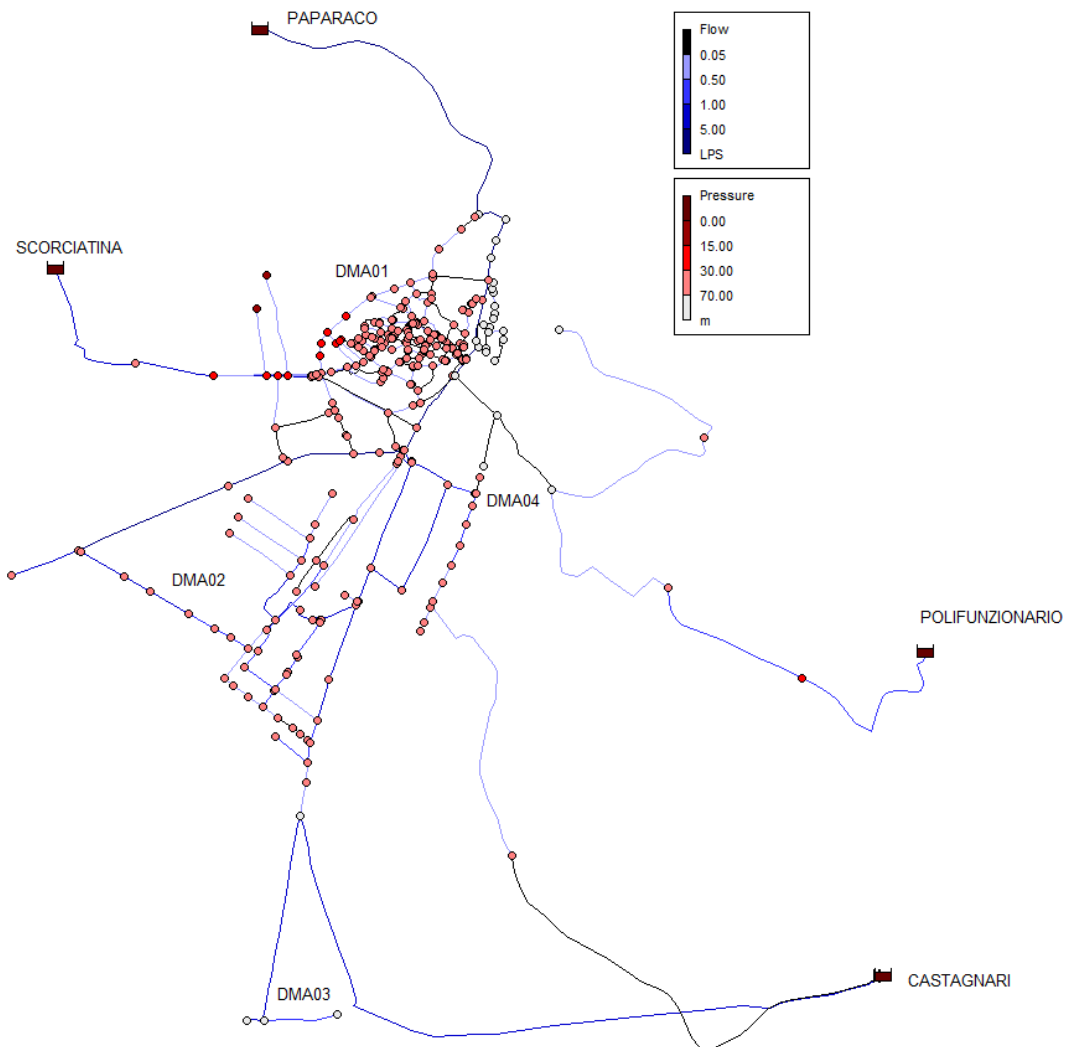 PAPARACO
Flow
0.05
0.50
1.00
5.00
LPS
Pressure
0.00
15.00
30.00
70.00
m
SCORCIATINA
DMA01
DMA04
DMA02
POLIFUNZIONARIO
CASTAGNARI
DMA03